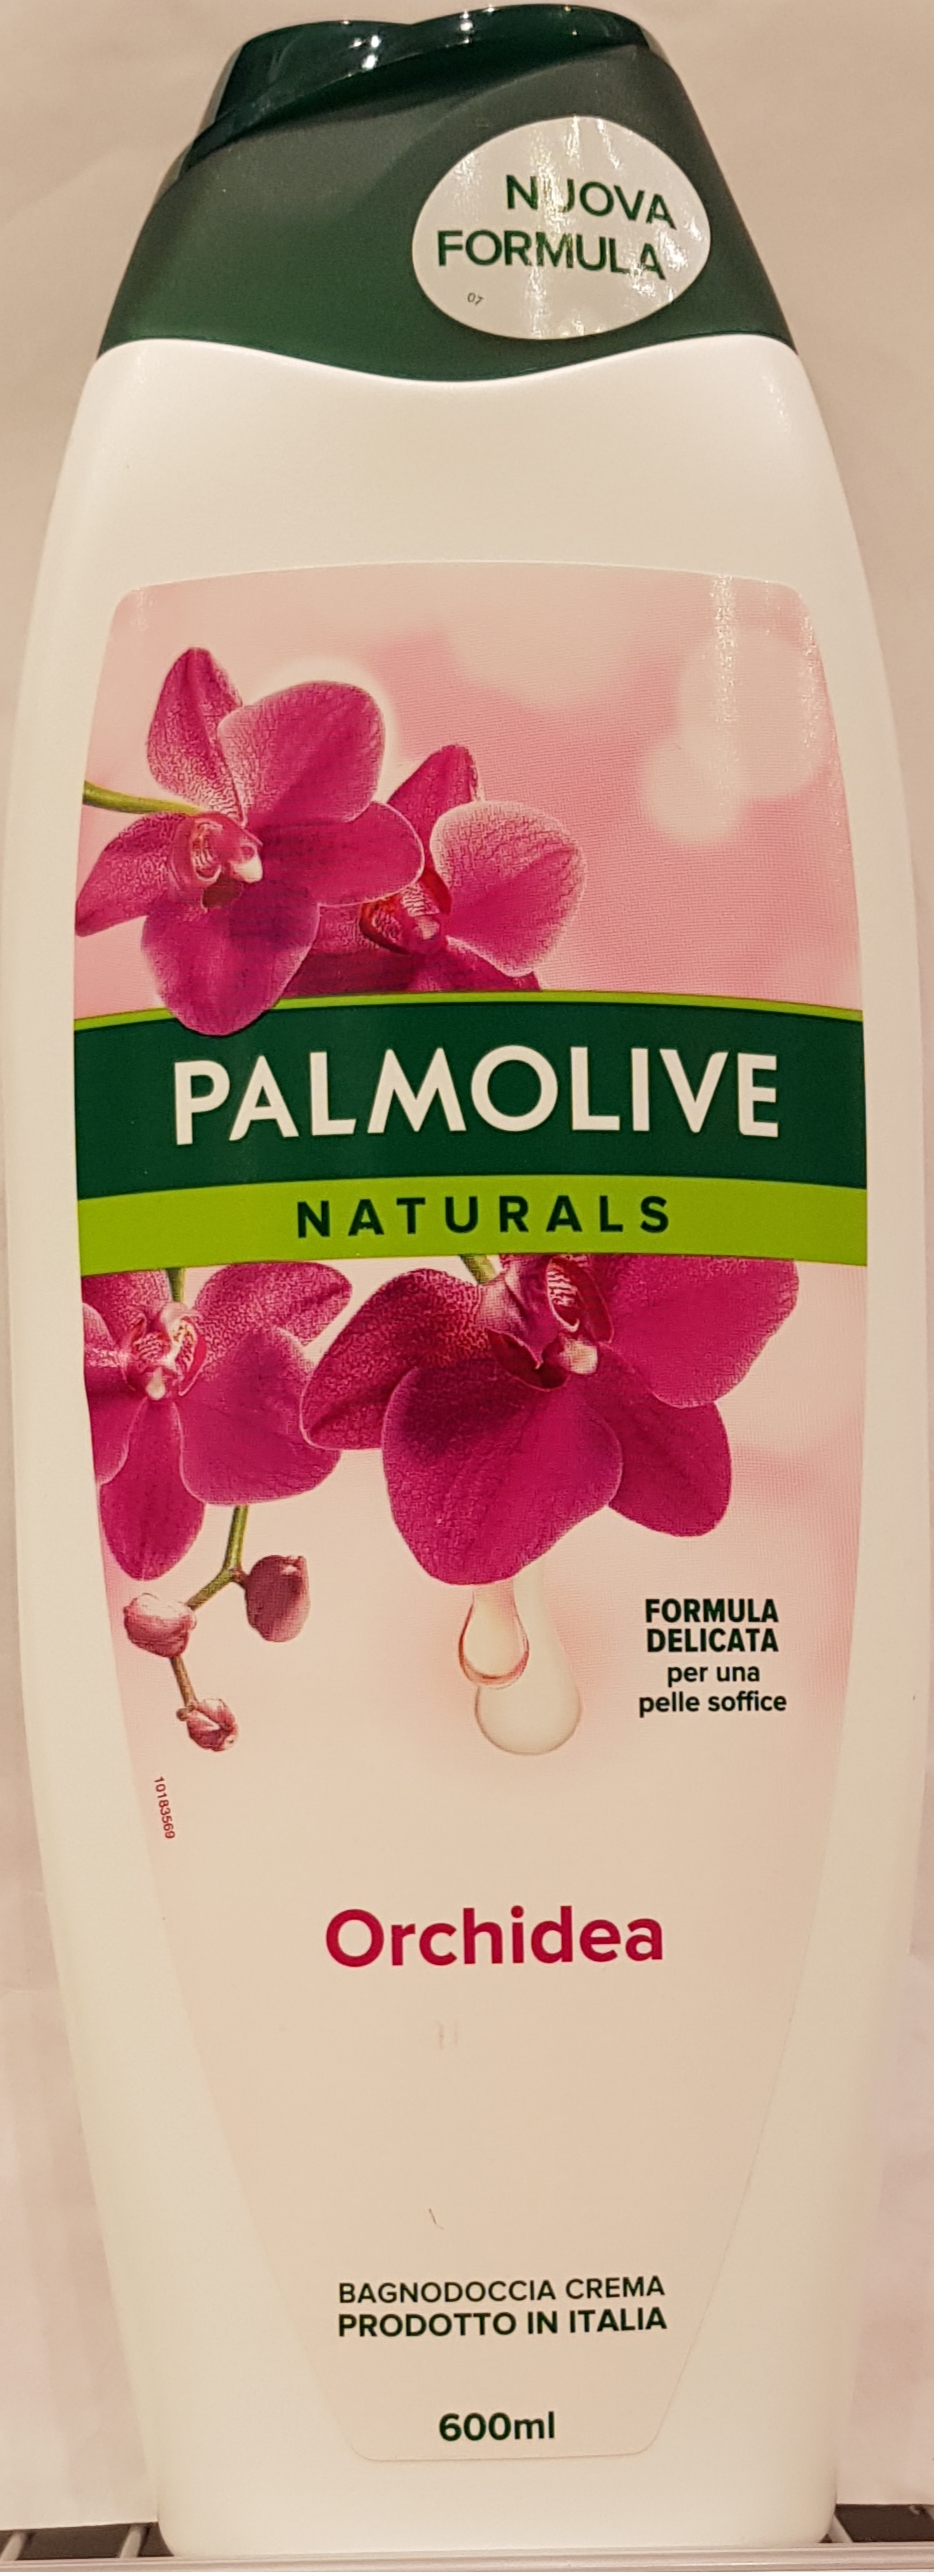 NUOVA
FORMULA
07
PALMOLIVE
NATURALS
FORMULA
DELICATA
per una
pelle soffice
10183569
Orchidea
BAGNODOCCIA CREMA
PRODOTTO IN ITALIA
600ml